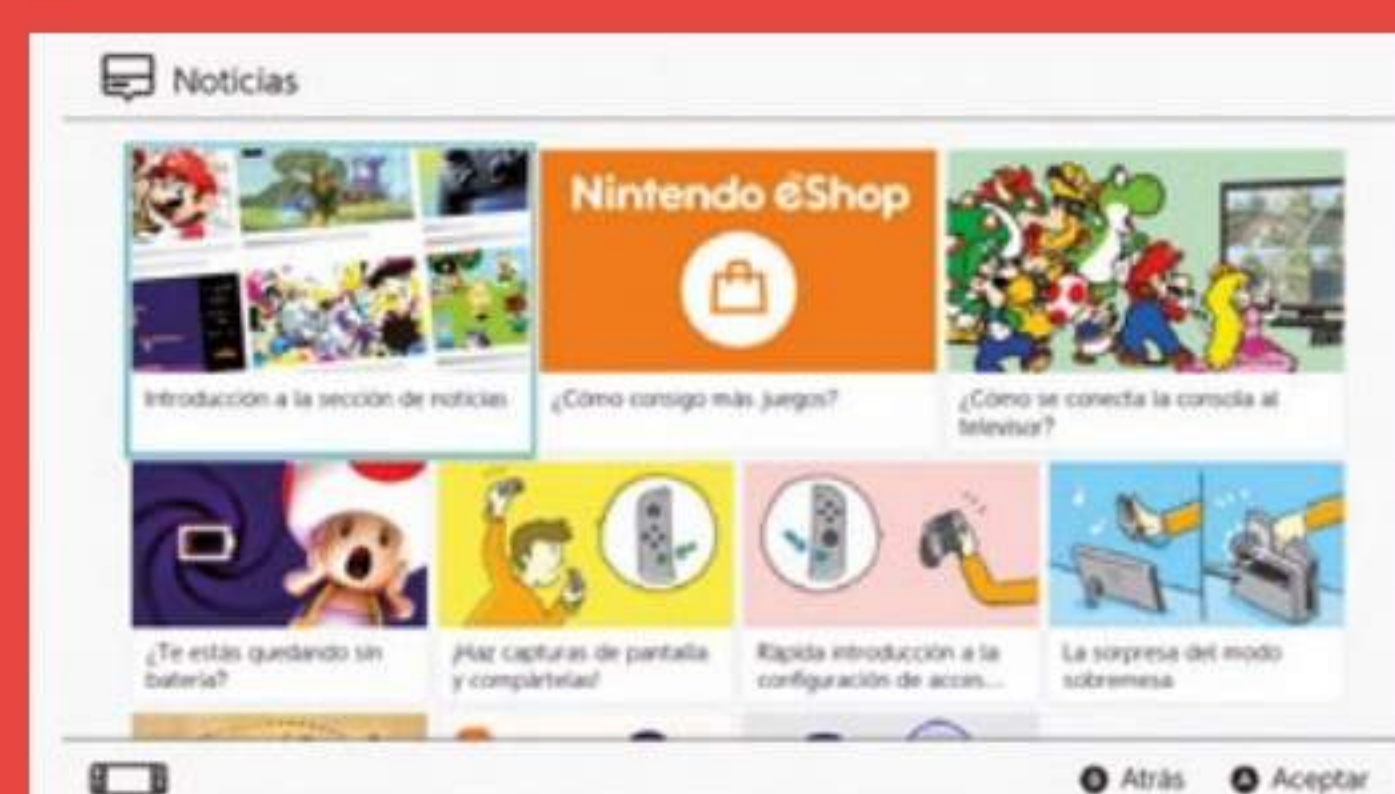 Noticias
Nintendo eShop
Introducción a la sección de noticias
¿Cómo consigo más juegos?
¿Cómo se conecta la consola al
televisor?
¿Te estás quedando sin
batería?
¡Haz capturas de pantalla
y compártelas!
Rápida introducción a la
configuración de acces...
La sorpresa del modo
sobremesa
B Atrás A Aceptar